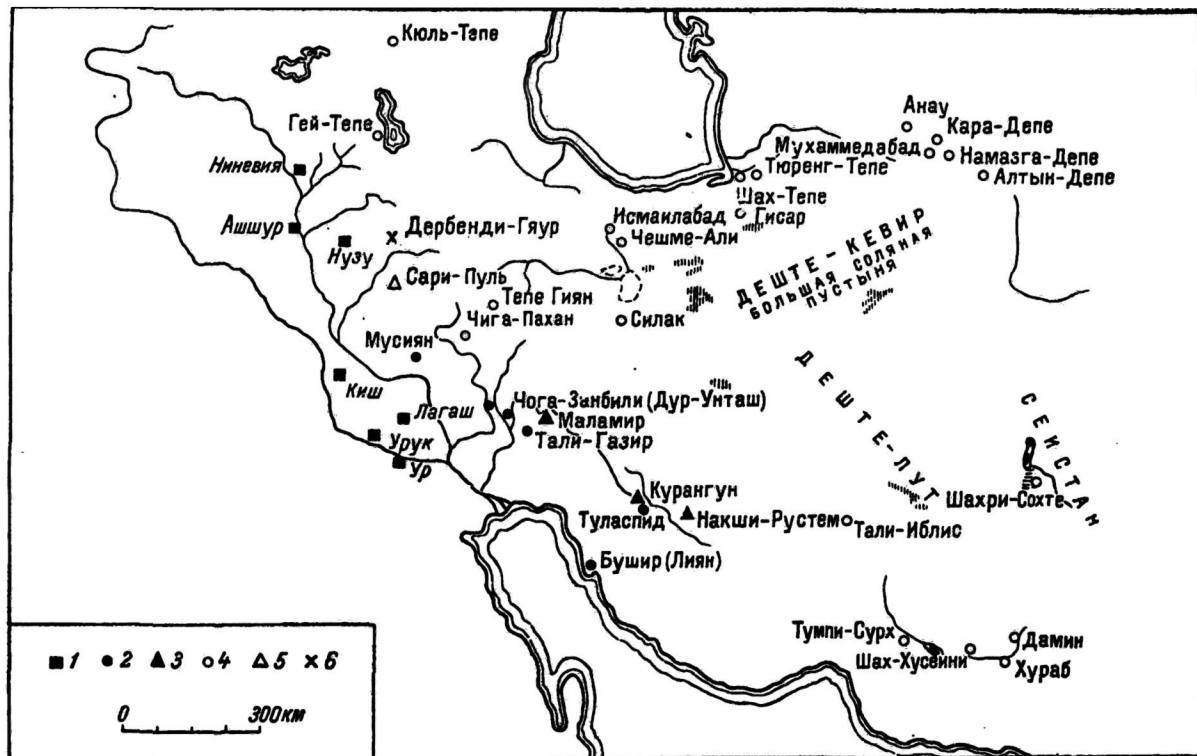 Кюль-Тепе
Гей-Тепе
Ниневия
Ашшур
Нузу
Дербенди-Гяур
Сари-Пуль
Тепе Гиян
Чига-Пахан
Мусиян
Киш
Лагаш
Урук
Ур
Чога-Занбили (Дур-Унташ)
Маламир
Тали-Газир
Курангун
Туласпид
Накши-Рустем
Тали-Иблис
Бушир (Лиян)
Исмаилабад
Чешме-Али
Силак
Анау
Кара-Депе
Мухаммедабад
Намазга-Депе
Тюренг-Тепе
Алтын-Депе
Шах-Тепе
Гисар
ДЕШТЕ-КЕВИР
БОЛЬШАЯ СОЛЯНАЯ
ПУСТЫНЯ
ДЕШТЕ-ЛУТ
СЕИСТАН
Шахри-Сохте
Тумпи-Сурх
Шах-Хусейни
Дамин
Хураб
1 2 3 4 5 6
0 300км